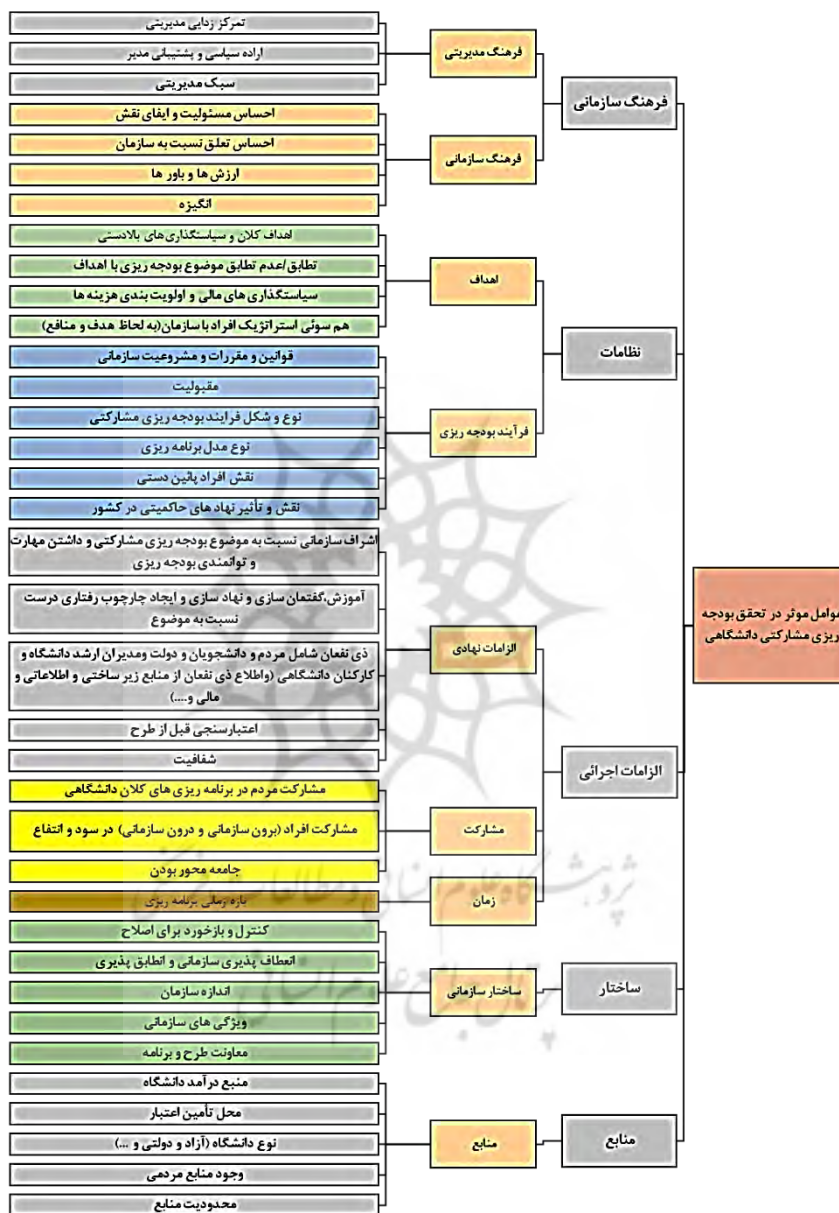 عوامل موثر در تحقق بودجه
ریزی مشارکتی دانشگاهی
فرهنگ سازمانی
فرهنگ مدیریتی
تمرکز زدایی مدیریتی
اراده سیاسی و پشتیبانی مدیر
سبک مدیریتی
فرهنگ سازمانی
احساس مسئولیت و ایفای نقش
احساس تعلق نسبت به سازمان
ارزش ها و باور ها
انگیزه
نظامات
اهداف
اهداف کلان و سیاستگذاری های بالادستی
تطابق/عدم تطابق موضوع بودجه ریزی با اهداف
سیاستگذاری های مالی و اولویت بندی هزینه ها
هم سوئی استراتژیک افراد با سازمان(به لحاظ هدف و منافع)
فرآیند بودجه ریزی
قوانین و مقررات و مشروعیت سازمانی
مقبولیت
نوع و شکل فرایند بودجه ریزی مشارکتی
نوع مدل برنامه ریزی
نقش افراد پائین دستی
نقش و تأثیر نهاد های حاکمیتی در کشور
الزامات اجرائی
الزامات نهادی
اشراف سازمانی نسبت به موضوع بودجه ریزی مشارکتی و داشتن مهارت
و توانمندی بودجه ریزی
آموزش،گفتمان سازی و نهاد سازی و ایجاد چارچوب رفتاری درست
نسبت به موضوع
ذی نفعان شامل مردم و دانشجویان و دولت ومدیران ارشد دانشگاه و
کارکنان دانشگاهی (واطلاع ذی نفعان از منابع زیر ساختی و اطلاعاتی و
مالی و....)
اعتبارسنجی قبل از طرح
شفافیت
مشارکت
مشارکت مردم در برنامه ریزی های کلان دانشگاهی
مشارکت افراد (برون سازمانی و درون سازمانی) در سود و انتفاع
جامعه محور بودن
زمان
بازه زمانی برنامه ریزی
ساختار
ساختار سازمانی
کنترل و بازخورد برای اصلاح
انعطاف پذیری سازمانی و انطابق پذیری
اندازه سازمان
ویژگی های سازمانی
معاونت طرح و برنامه
منابع
منابع
منبع درآمد دانشگاه
محل تأمین اعتبار
نوع دانشگاه (آزاد و دولتی و ...)
وجود منابع مردمی
محدودیت منابع
پژوهشگاه علوم انسانی و مطالعات فرهنگی
پرتال جامع علوم انسانی